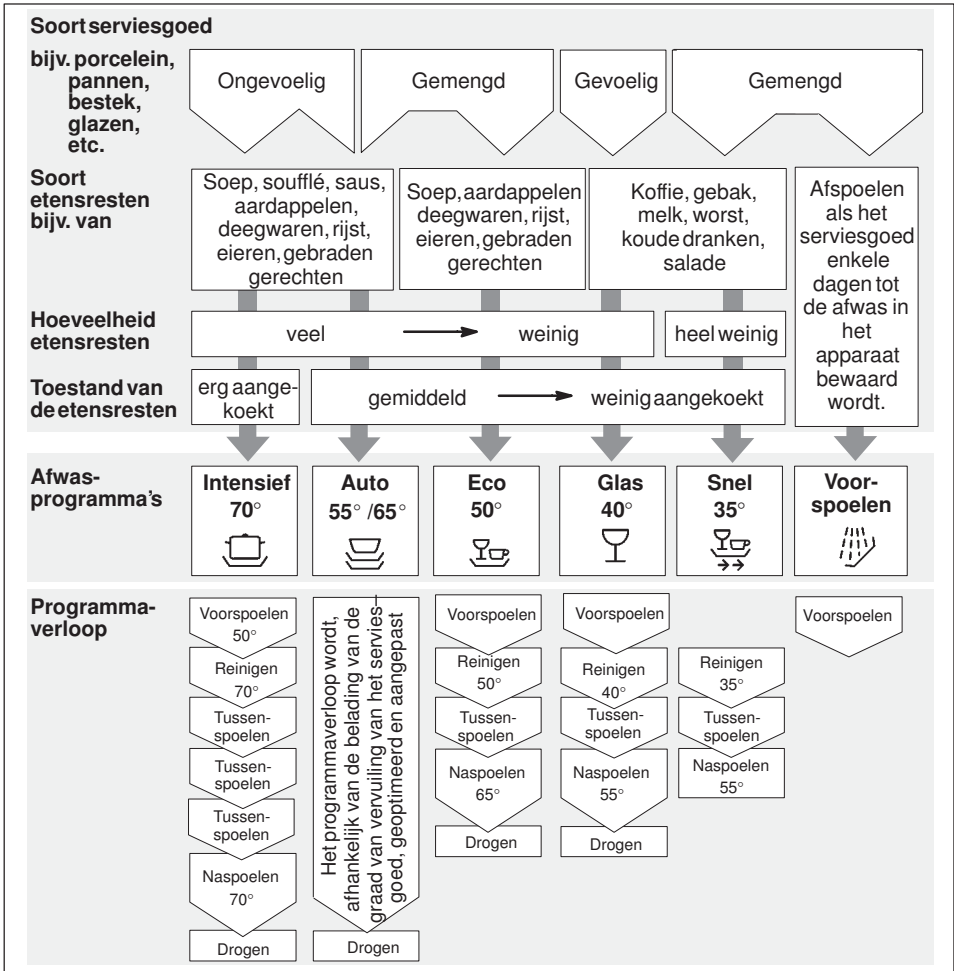 Soort serviesgoed
bijv. porcelein,
pannen,
bestek,
glazen,
etc.
Ongevoelig
Gemengd
Gevoelig
Gemengd
Soort
etensresten
bijv. van
Soep, soufflé, saus,
aardappelen,
deegwaren, rijst,
eieren, gebraden
gerechten
Soep, aardappelen
deegwaren, rijst,
eieren, gebraden
gerechten
Koffie, gebak,
melk, worst,
koude dranken,
salade
Afspoelen
als het
serviesgoed
enkele
dagen tot
de afwas in
het
apparaat
bewaard
wordt.
Hoeveelheid
etensresten
veel
weinig
heel weinig
Toestand van
de etensresten
erg aange-
koekt
gemiddeld
weinig aangekoekt
Afwas-
programma's
Intensief
70°
Auto
55° /65°
Eco
50°
Glas
40°
Snel
35°
Voor-
spoelen
Programma-
verloop
Voorspoelen
50°
Reinigen
70°
Tussen-
spoelen
Tussen-
spoelen
Tussen-
spoelen
Naspoelen
70°
Drogen
Het programmaverloop wordt,
afhankelijk van de belading van de
graad van vervuiling van het servies–
goed, geoptimeerd en aangepast
Drogen
Voorspoelen
Reinigen
50°
Tussen-
spoelen
Naspoelen
65°
Drogen
Voorspoelen
Reinigen
40°
Tussen-
spoelen
Naspoelen
55°
Drogen
Reinigen
35°
Tussen-
spoelen
Naspoelen
55°
Voorspoelen